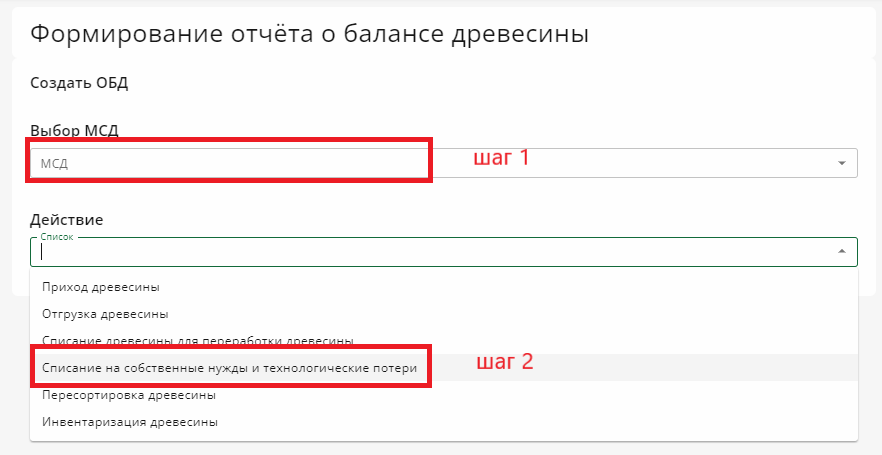 Формирование отчёта о балансе древесины
Создать ОБД
Выбор МСД
МСД
шаг 1
Действие
Список
Приход древесины
Отгрузка древесины
Списание древесины для переработки древесины
Списание на собственные нужды и технологические потери
шаг 2
Пересортировка древесины
Инвентаризация древесины